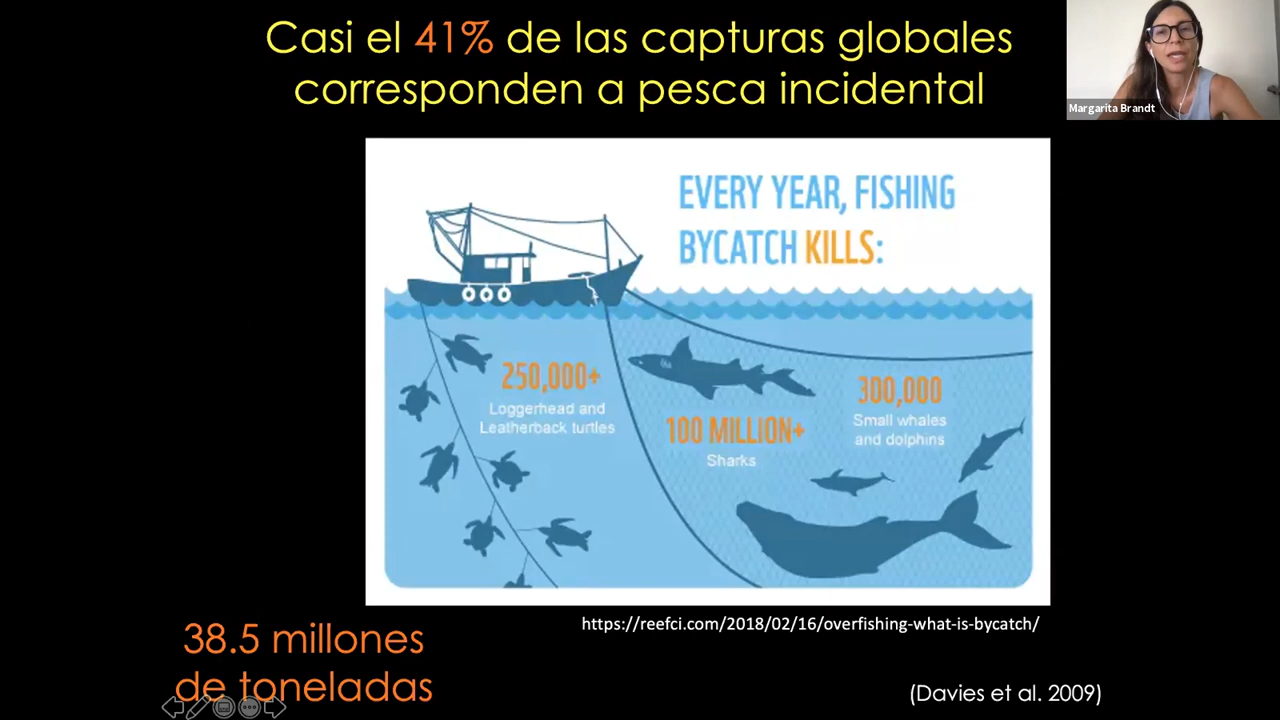 Casi el 41% de las capturas globales
corresponden a pesca incidental
Margarita Brandt
EVERY YEAR, FISHING
BYCATCH KILLS:
250,000+
Loggerhead and
Leatherback turtles
100 MILLION+
Sharks
300,000
Small whales
and dolphins
https://reefci.com/2018/02/16/overfishing-what-is-bycatch/
38.5 millones
de toneladas
(Davies et al. 2009)